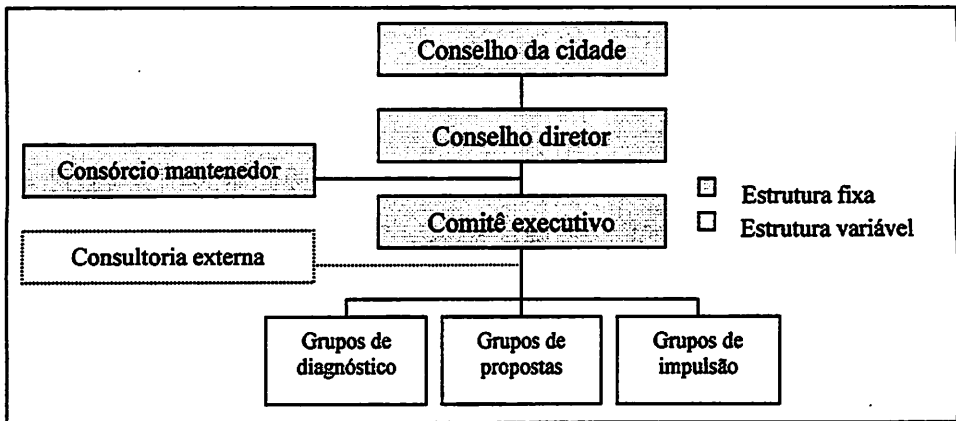 Conselho da cidade
Conselho diretor
Consórcio mantenedor
Comitê executivo
Estrutura fixa
Estrutura variável
Consultoria externa
Grupos de
diagnóstico
Grupos de
propostas
Grupos de
impulsão